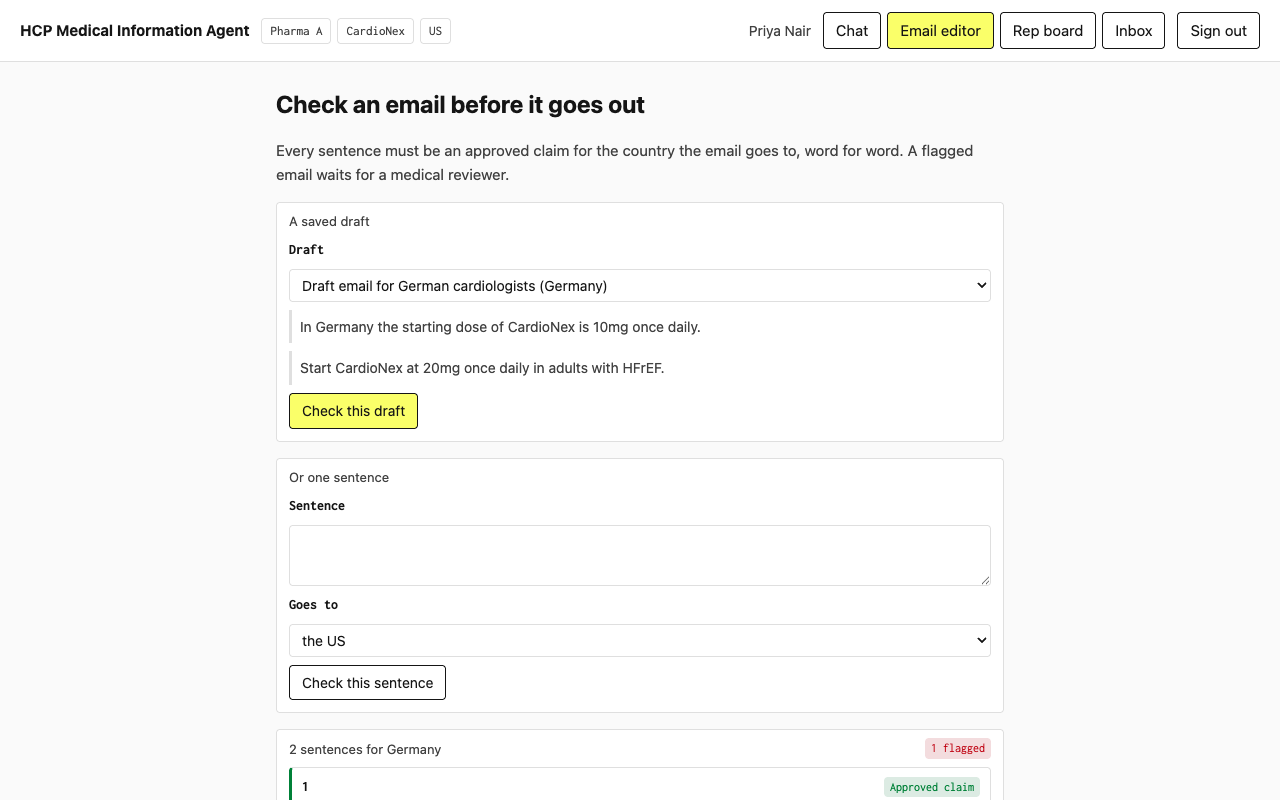 HCP Medical Information Agent Pharma A CardioNex US Priya Nair Chat Email editor Rep board Inbox Sign out
Check an email before it goes out
Every sentence must be an approved claim for the country the email goes to, word for word. A flagged
email waits for a medical reviewer.
A saved draft
Draft
Draft email for German cardiologists (Germany)
In Germany the starting dose of CardioNex is 10mg once daily.
Start CardioNex at 20mg once daily in adults with HFrEF.
Check this draft
Or one sentence
Sentence
Goes to
the US
Check this sentence
2 sentences for Germany 1 flagged
1 Approved claim